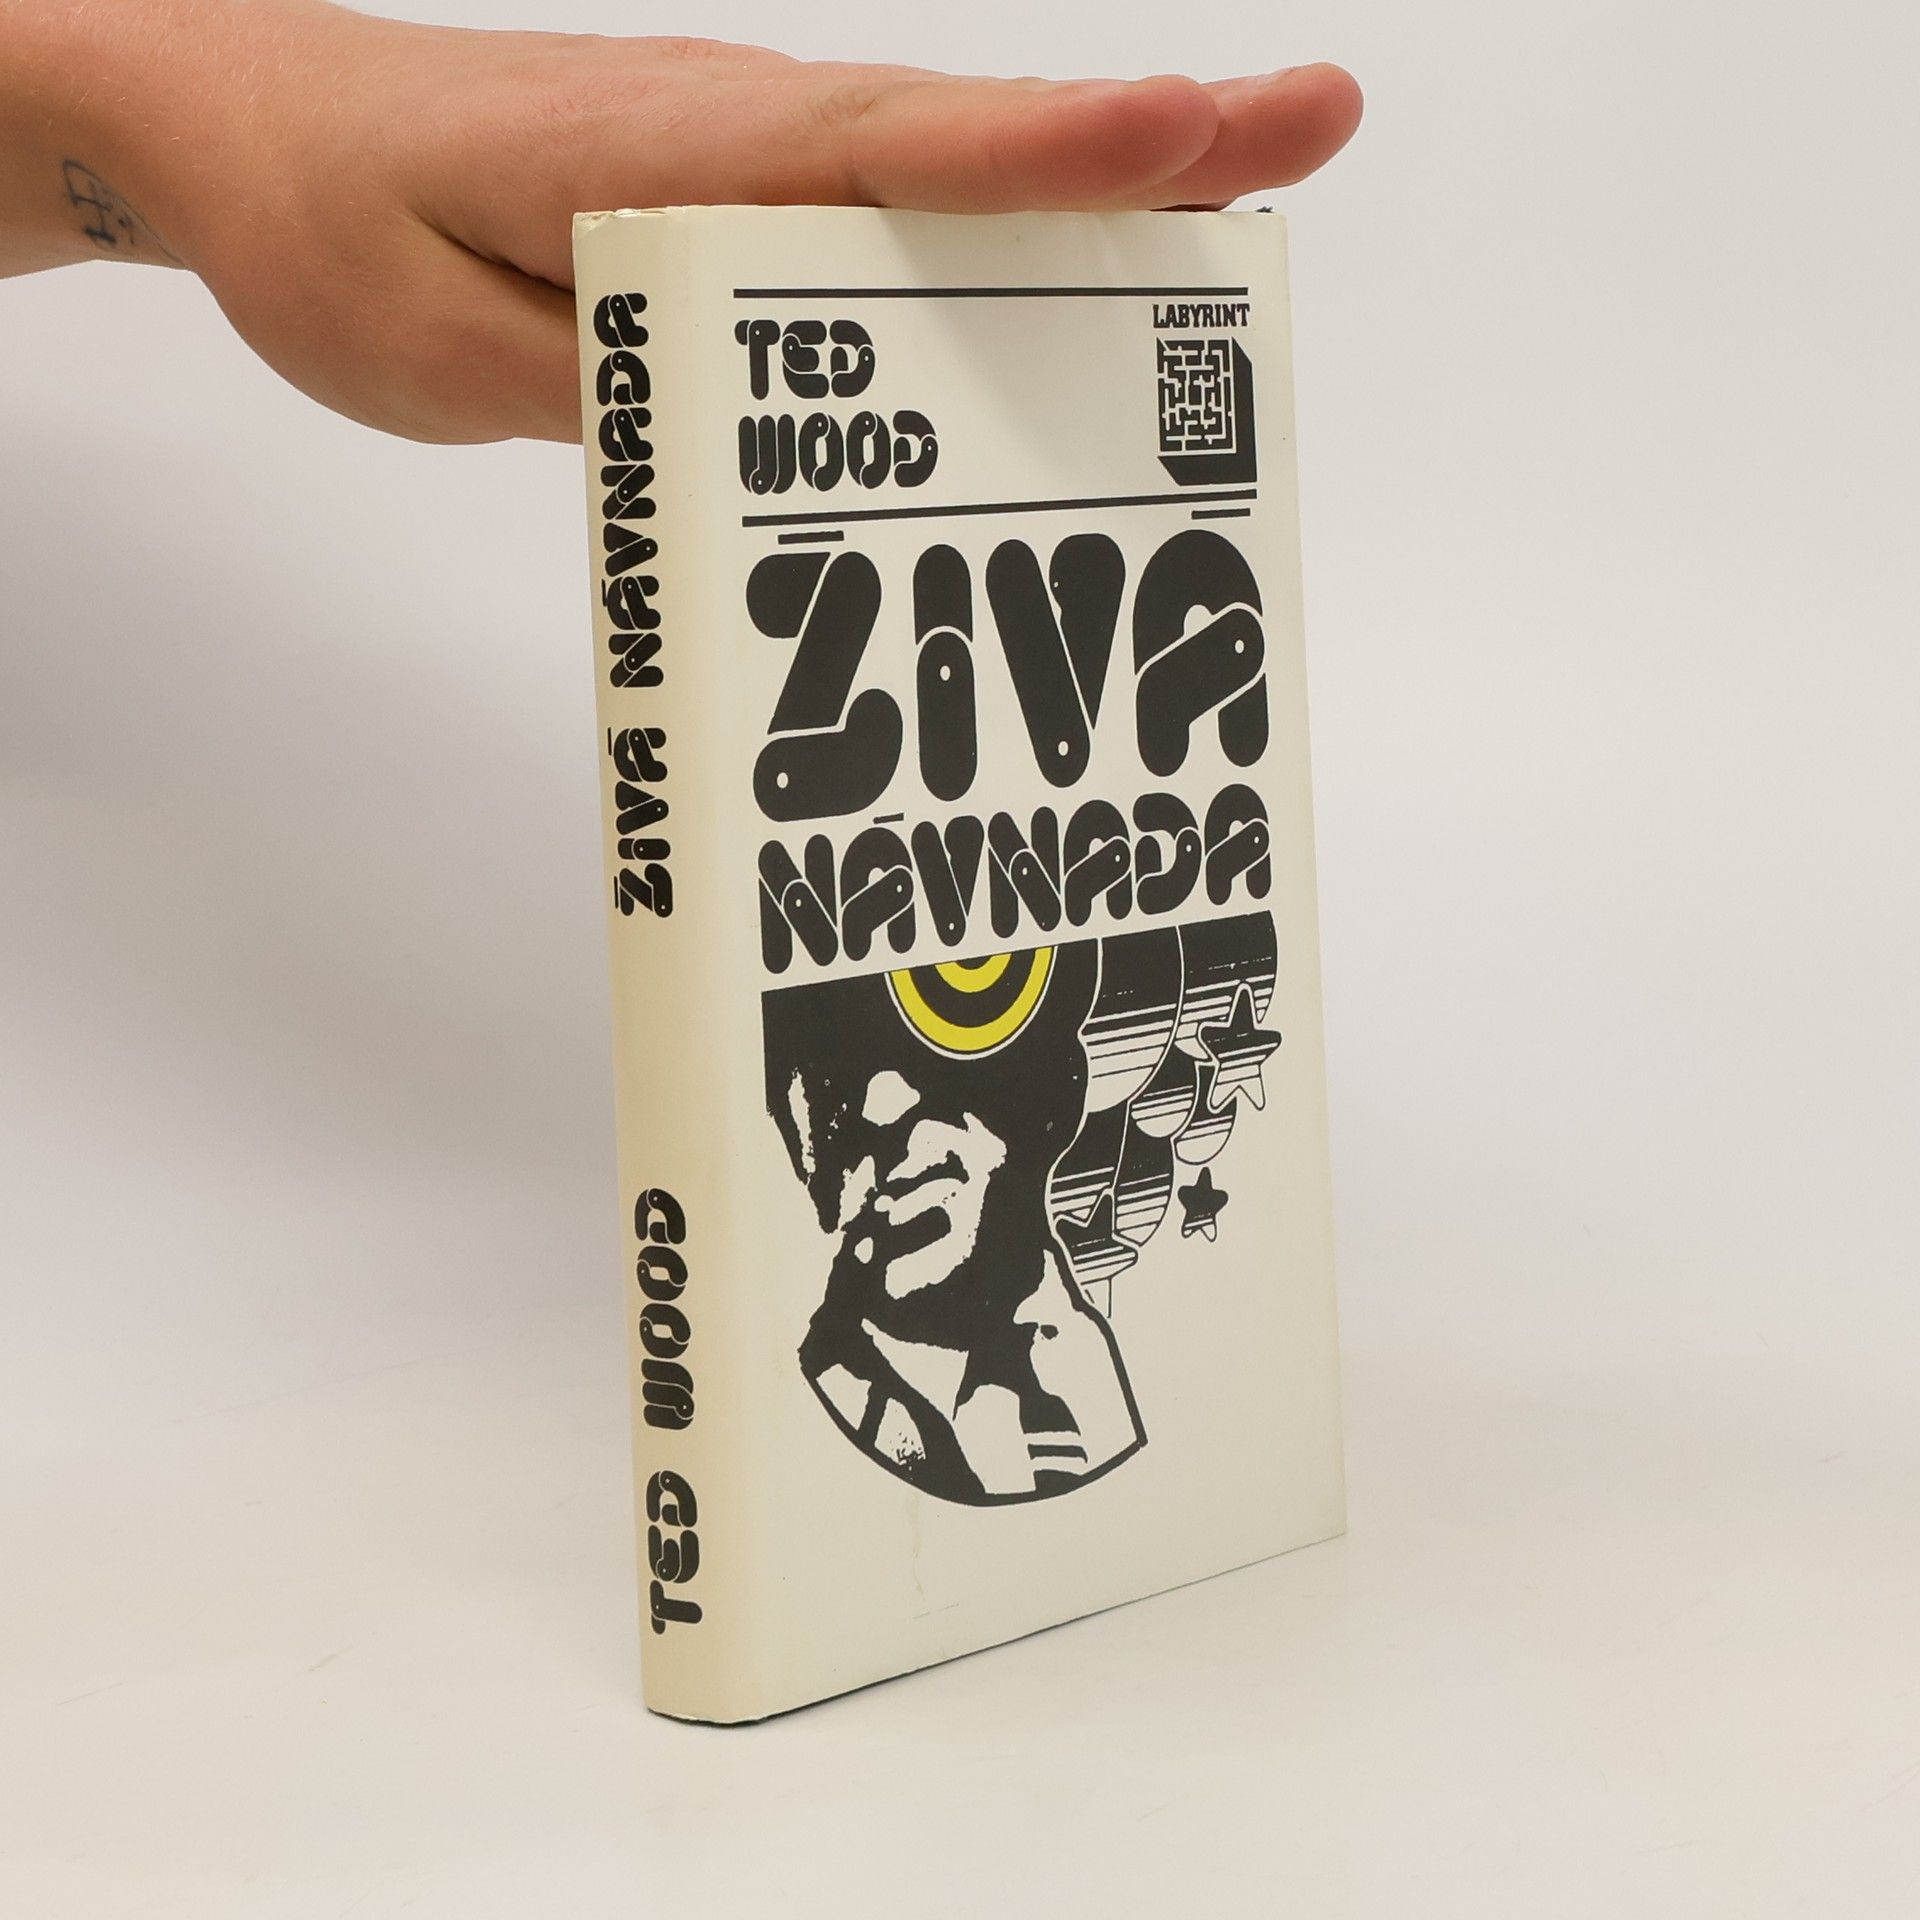 TED
WOOD
LABYRINT
ŽIVÁ
NÁVNADA
TED WOOD ŽIVÁ NÁVNADA